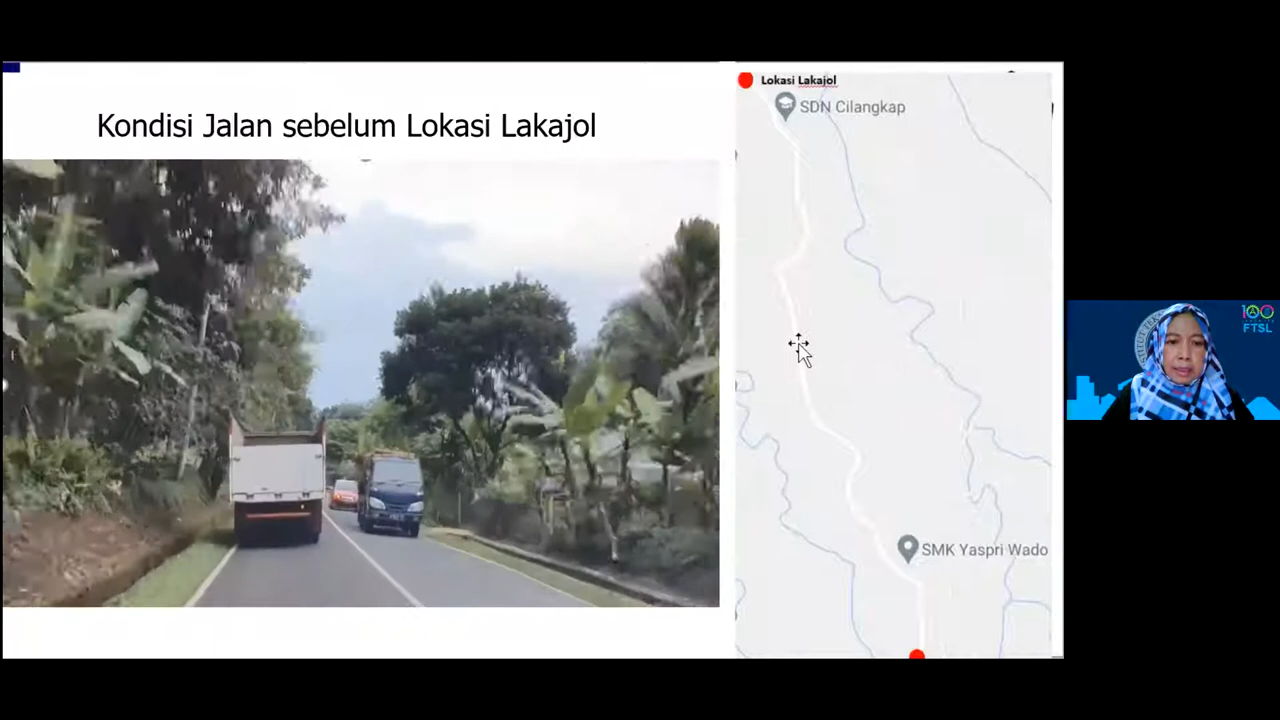 Kondisi Jalan sebelum Lokasi Lakajol
Lokasi Lakajol
SDN Cilangkap
SMK Yaspri Wado
100
FTSL